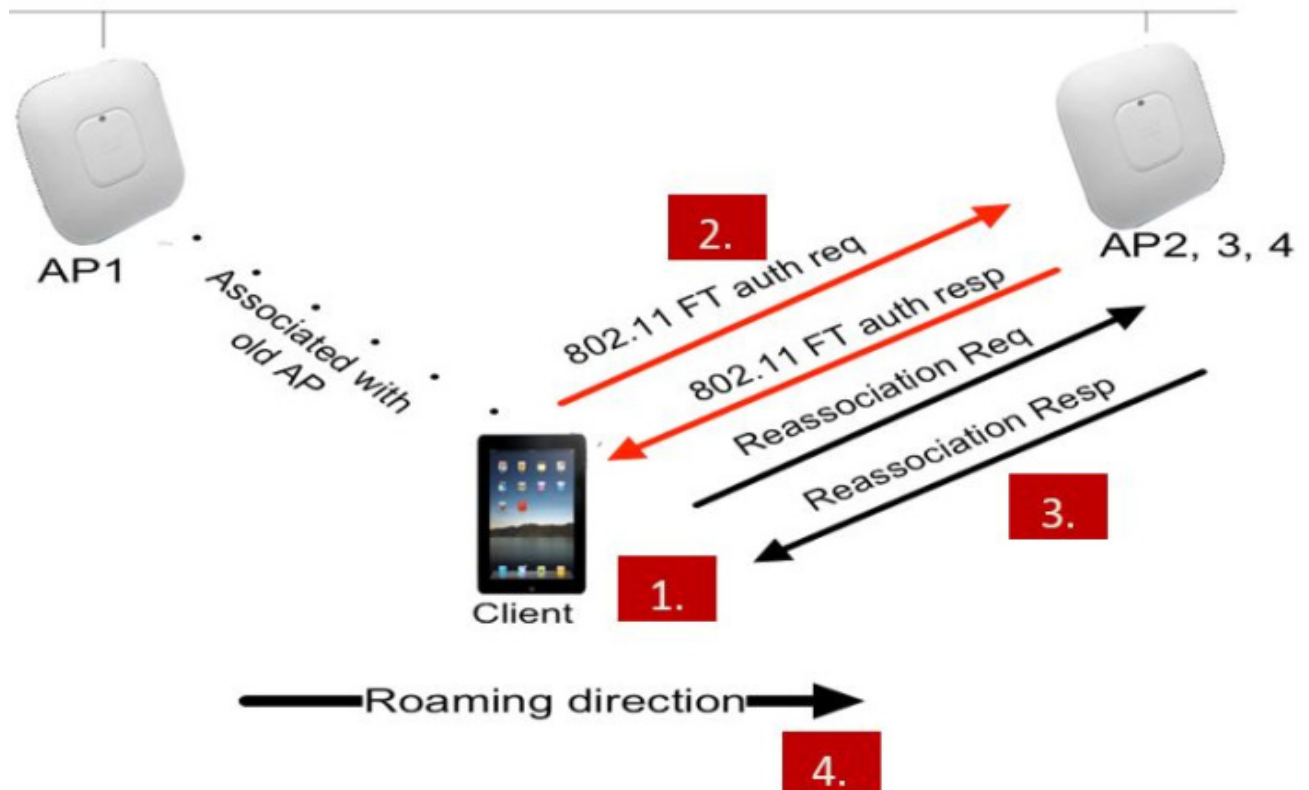 AP1
AP2, 3, 4
Associated with
old AP
2.
802.11 FT auth req
802.11 FT auth resp
Reassociation Req
Reassociation Resp
3.
1.
Client
Roaming direction
4.